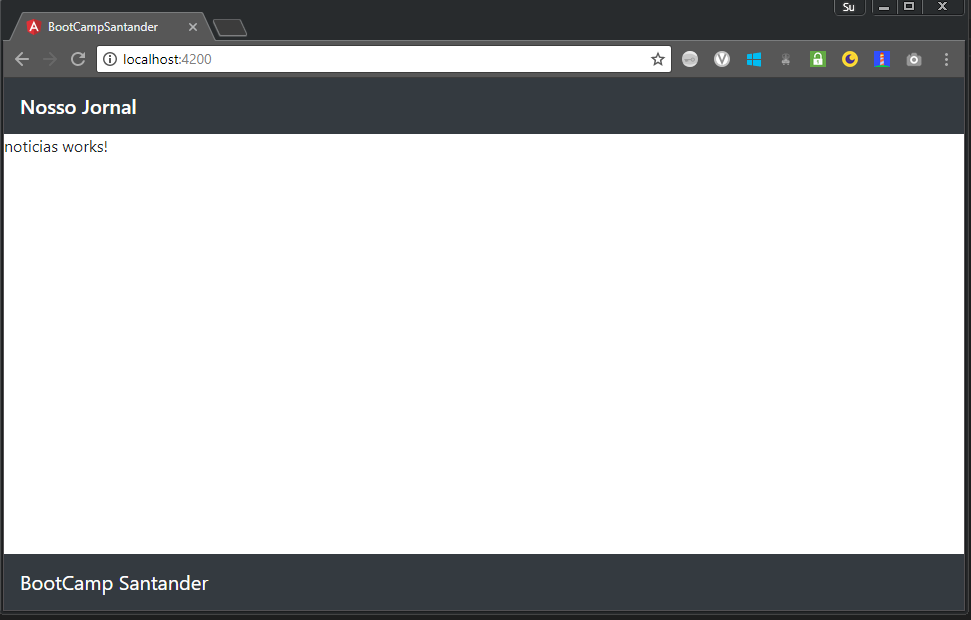 Su
BootCampSantander
localhost:4200
Nosso Jornal
noticias works!
BootCamp Santander